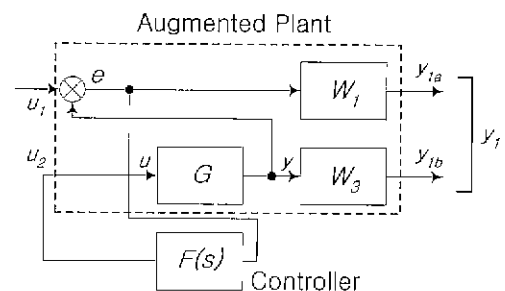 Augmented Plant
e
W1
y1a
u1
y1
u2
u
G
y
W3
y1b
F(s)
Controller